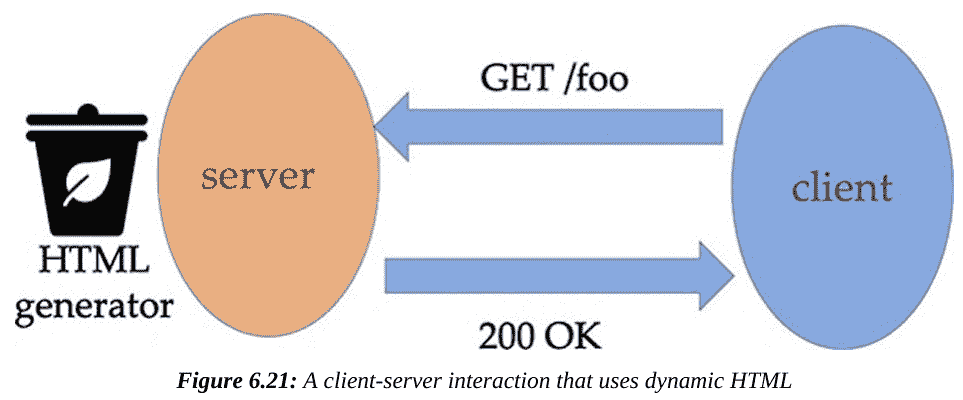 GET /foo
server
client
HTML
generator
200 OK
Figure 6.21: A client-server interaction that uses dynamic HTML